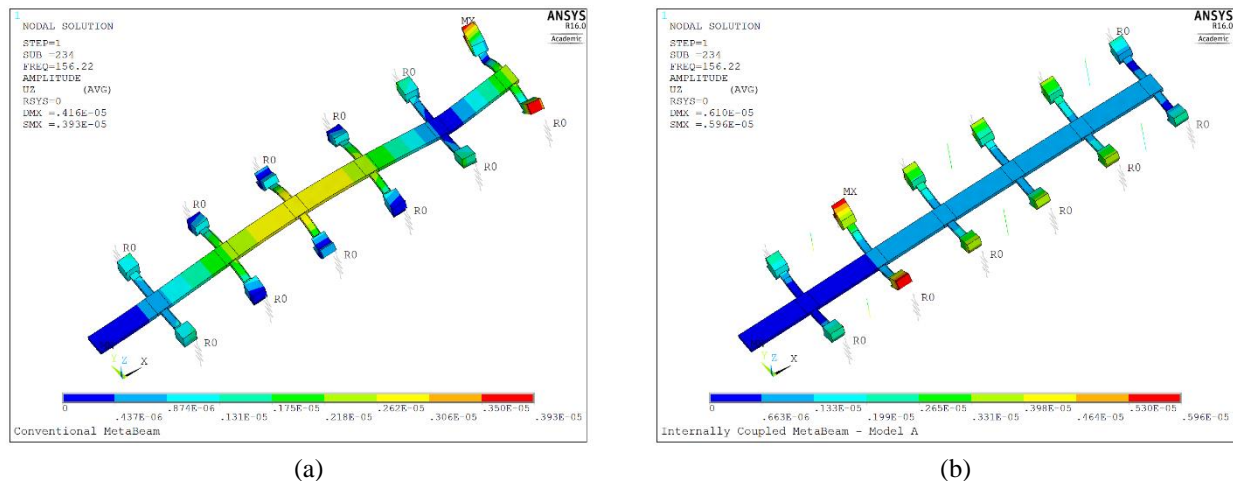 1
NODAL SOLUTION
STEP=1
SUB =234
FREQ=156.22
AMPLITUDE
UZ (AVG)
RSYS=0
DMX =.416E-05
SMX =.393E-05
ANSYS
R16.0
Academic
MX
R0
R0
R0
R0
R0
R0
R0
R0
R0
R0
R0
Y
Z
X
0
.437E-06
.874E-06
.131E-05
.175E-05
.218E-05
.262E-05
.306E-05
.350E-05
.393E-05
Conventional MetaBeam
(a)
1
NODAL SOLUTION
STEP=1
SUB =234
FREQ=156.22
AMPLITUDE
UZ (AVG)
RSYS=0
DMX =.610E-05
SMX =.596E-05
ANSYS
R16.0
Academic
R0
R0
MX
R0
R0
Y
Z
X
0
.663E-06
.133E-05
.199E-05
.265E-05
.331E-05
.398E-05
.464E-05
.530E-05
.596E-05
Internally Coupled MetaBeam - Model A
(b)